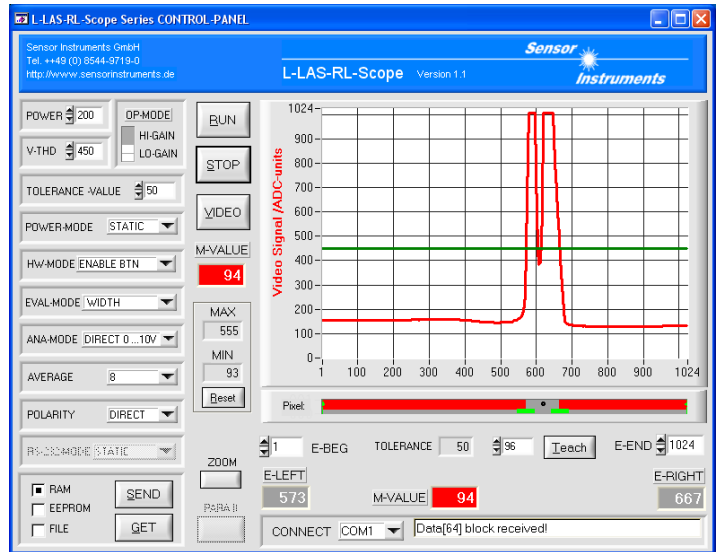 L-LAS-RL-Scope Series CONTROL-PANEL
Sensor Instruments GmbH
Tel. ++49 (0) 8544-9719-0
http://www.sensorinstruments.de
L-LAS-RL-Scope Version 1.1
Sensor
Instruments
POWER 200
OP-MODE
HI-GAIN
LO-GAIN
V-THD 450
TOLERANCE -VALUE 50
POWER-MODE STATIC
HW-MODE ENABLE BTN
EVAL-MODE WIDTH
ANA-MODE DIRECT 0...10V
AVERAGE 8
POLARITY DIRECT
RS-232-MODE STATIC
RAM
EEPROM
FILE
SEND
GET
RUN
STOP
VIDEO
M-VALUE
94
MAX
555
MIN
93
Reset
ZOOM
PARA II
Video Signal /ADC-units
1024
900
800
700
600
500
400
300
200
100
0
1 100 200 300 400 500 600 700 800 900 1024
Pixel:
1 E-BEG TOLERANCE 50 96 Teach E-END 1024
E-LEFT
573
M-VALUE 94
E-RIGHT
667
CONNECT COM1 Data[64] block received!